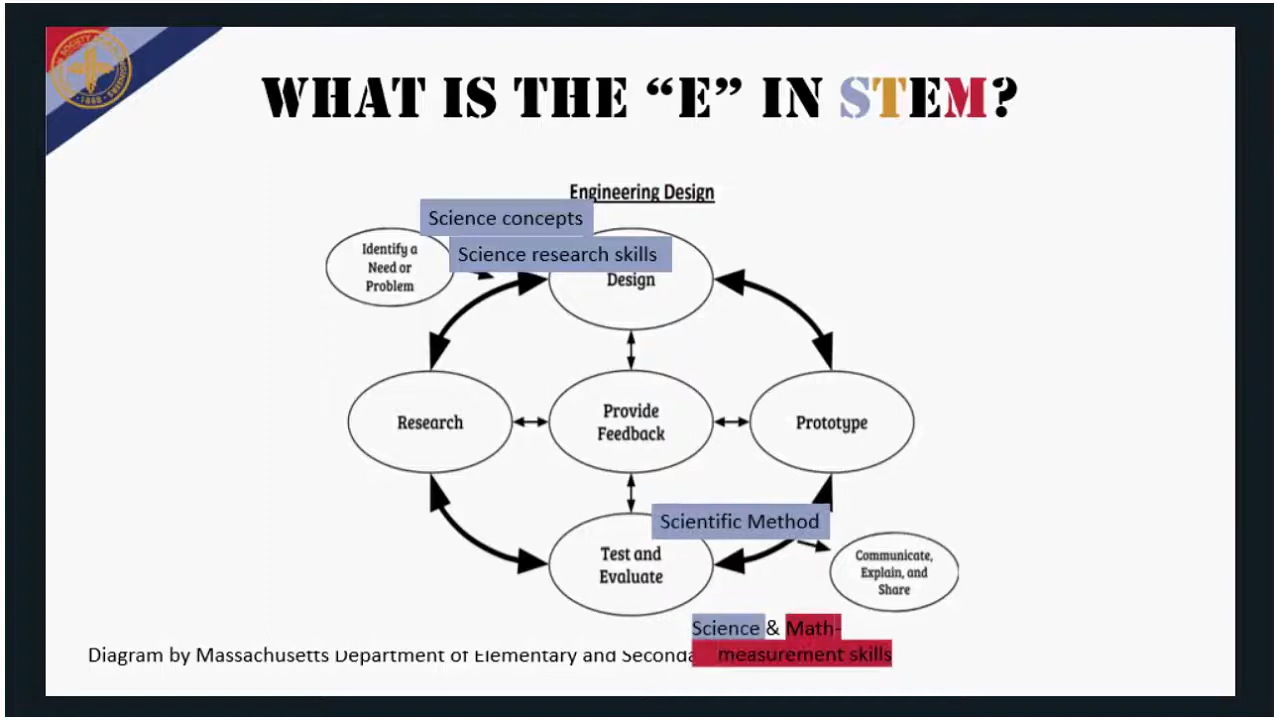 WHAT IS THE “E” IN STEM?
Engineering Design
Science concepts
Science research skills
Identify a
Need or
Problem
Design
Research
Provide
Feedback
Prototype
Scientific Method
Test and
Evaluate
Communicate,
Explain, and
Share
Science & Math-
measurement skills
Diagram by Massachusetts Department of Elementary and Seconda